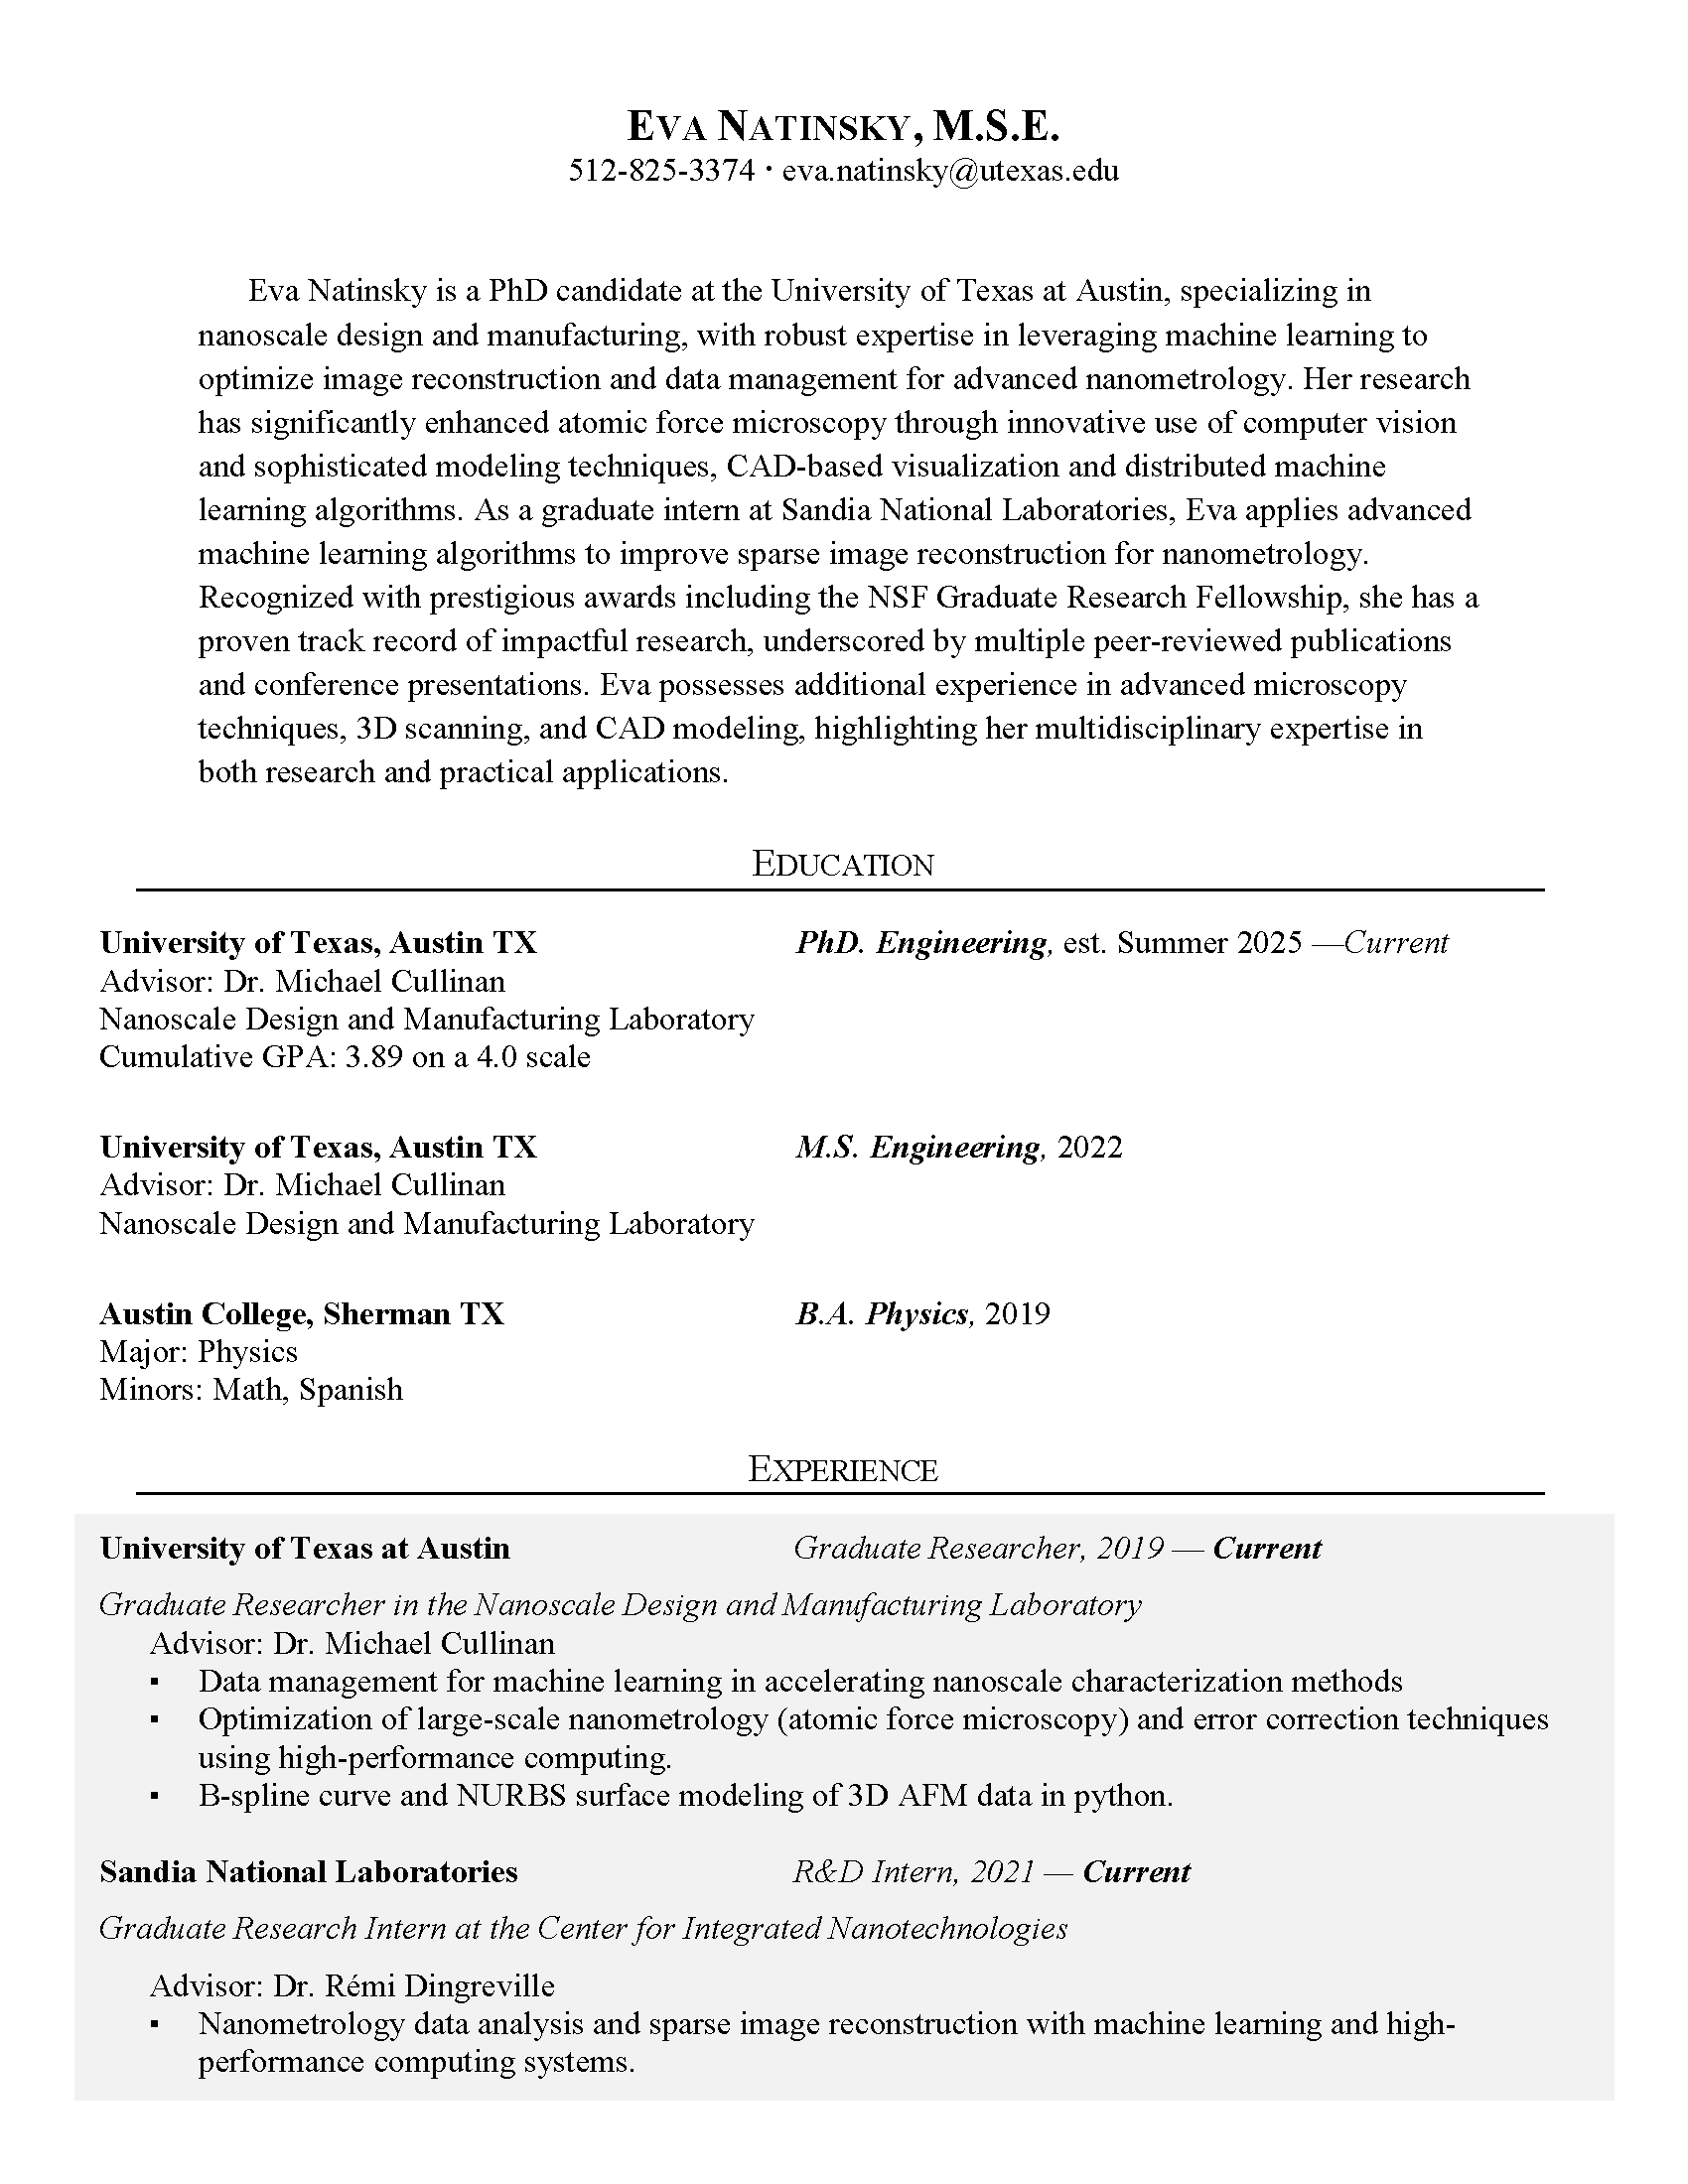 EVA NATINSKY, M.S.E.
512-825-3374 · eva.natinsky@utexas.edu
Eva Natinsky is a PhD candidate at the University of Texas at Austin, specializing in
nanoscale design and manufacturing, with robust expertise in leveraging machine learning to
optimize image reconstruction and data management for advanced nanometrology. Her research
has significantly enhanced atomic force microscopy through innovative use of computer vision
and sophisticated modeling techniques, CAD-based visualization and distributed machine
learning algorithms. As a graduate intern at Sandia National Laboratories, Eva applies advanced
machine learning algorithms to improve sparse image reconstruction for nanometrology.
Recognized with prestigious awards including the NSF Graduate Research Fellowship, she has a
proven track record of impactful research, underscored by multiple peer-reviewed publications
and conference presentations. Eva possesses additional experience in advanced microscopy
techniques, 3D scanning, and CAD modeling, highlighting her multidisciplinary expertise in
both research and practical applications.
EDUCATION
University of Texas, Austin TX PhD. Engineering, est. Summer 2025 —Current
Advisor: Dr. Michael Cullinan
Nanoscale Design and Manufacturing Laboratory
Cumulative GPA: 3.89 on a 4.0 scale
University of Texas, Austin TX M.S. Engineering, 2022
Advisor: Dr. Michael Cullinan
Nanoscale Design and Manufacturing Laboratory
Austin College, Sherman TX B.A. Physics, 2019
Major: Physics
Minors: Math, Spanish
EXPERIENCE
University of Texas at Austin Graduate Researcher, 2019 — Current
Graduate Researcher in the Nanoscale Design and Manufacturing Laboratory
Advisor: Dr. Michael Cullinan
▪ Data management for machine learning in accelerating nanoscale characterization methods
▪ Optimization of large-scale nanometrology (atomic force microscopy) and error correction techniques
using high-performance computing.
▪ B-spline curve and NURBS surface modeling of 3D AFM data in python.
Sandia National Laboratories R&D Intern, 2021 — Current
Graduate Research Intern at the Center for Integrated Nanotechnologies
Advisor: Dr. Rémi Dingreville
▪ Nanometrology data analysis and sparse image reconstruction with machine learning and high-
performance computing systems.